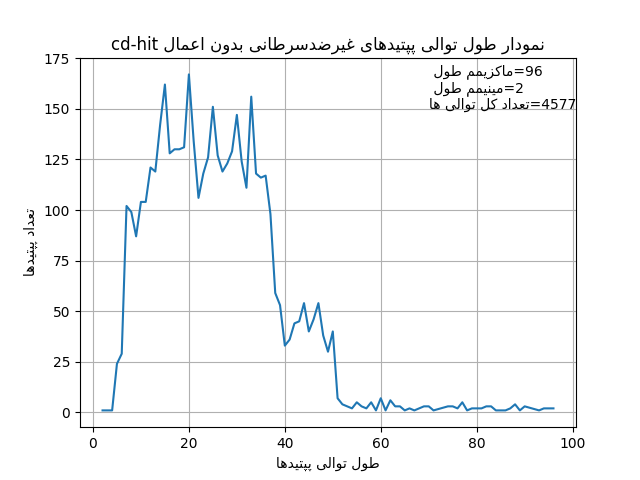 نمودار طول توالی پپتیدهای غیرضدسرطانی بدون اعمال cd-hit
ماکزیمم طول=96
مینیمم طول=2
تعداد کل توالی ها=4577
تعداد پپتیدها
175
150
125
100
75
50
25
0
0 20 40 60 80 100
طول توالی پپتیدها